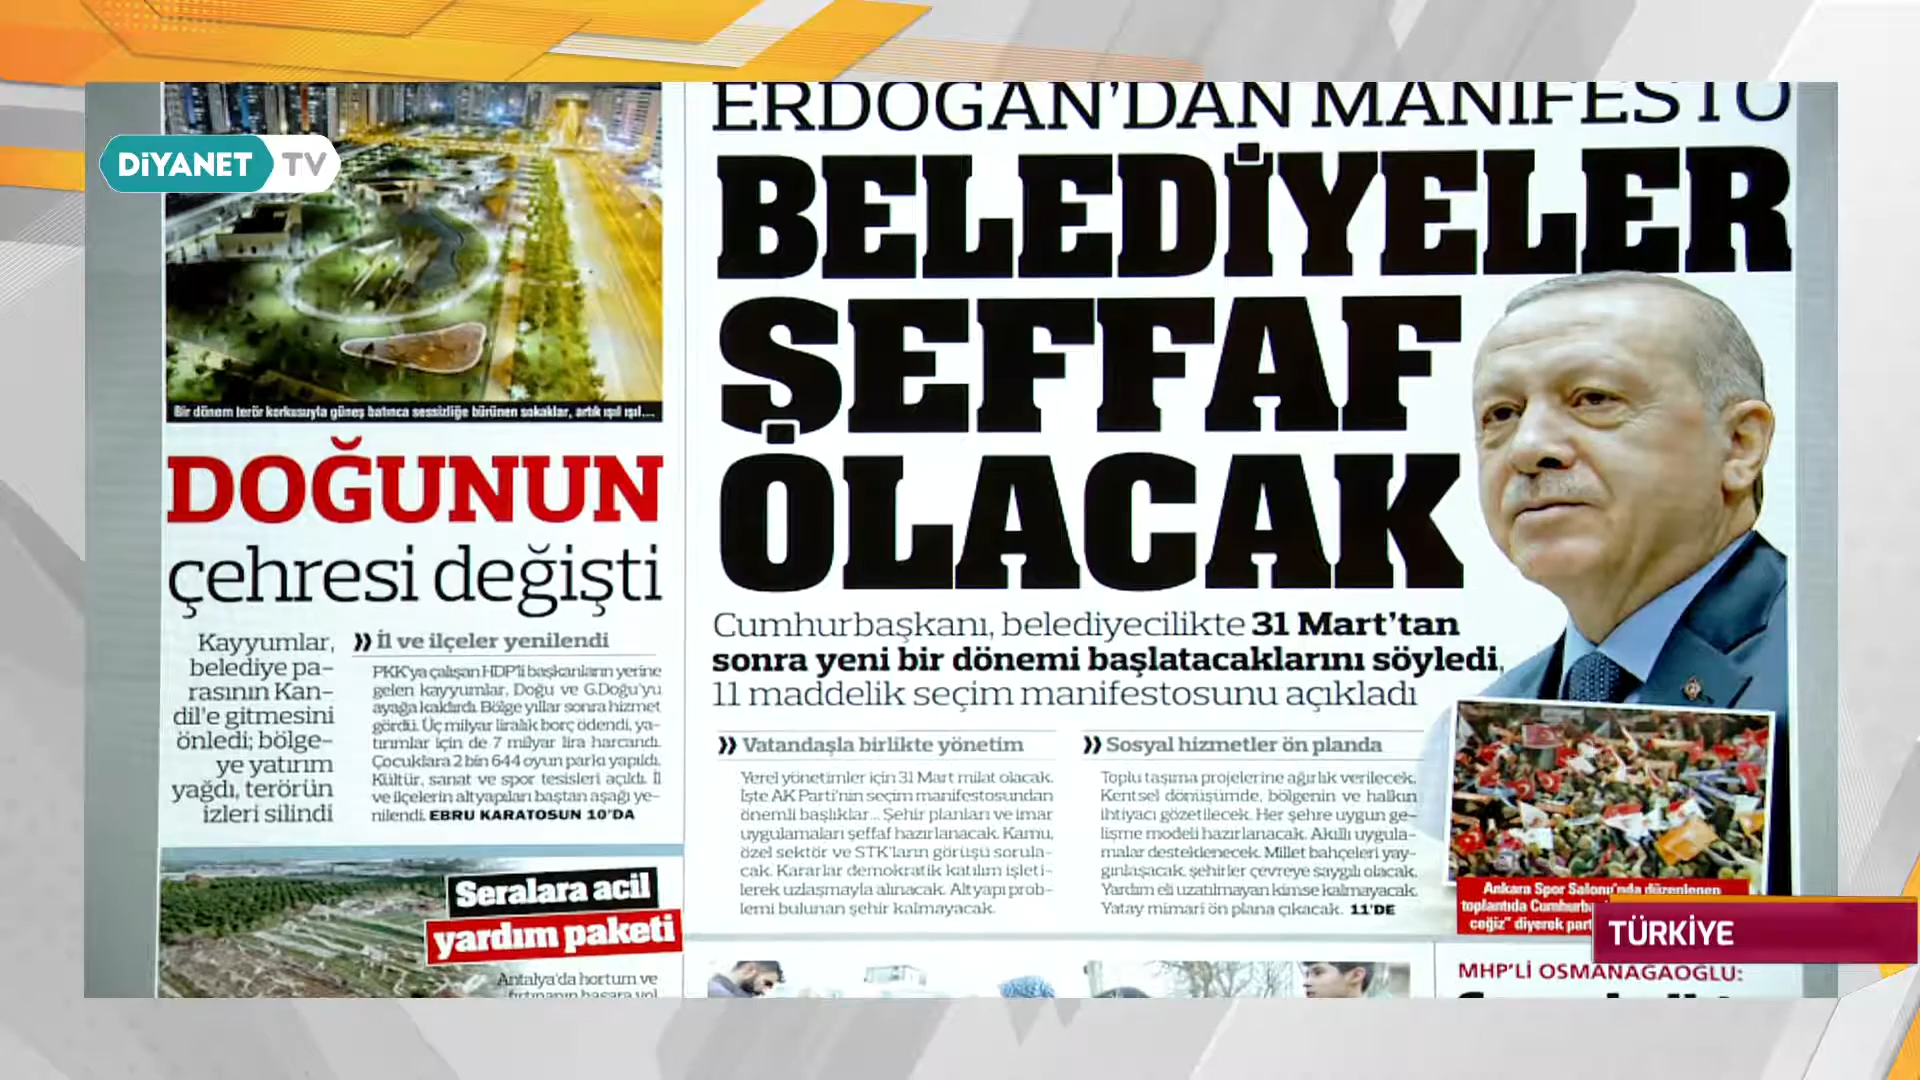 DİYANET TV
Bir dönem terör korkusuyla güneş batınca sessizliğe bürünen sokaklar, artık ışıl ışıl....
DOĞUNUN
çehresi değişti
Kayyumlar,
belediye pa-
rasının Kan-
dil'e gitmesini
önledi; bölge-
ye yatırım
yağdı, terörün
izleri silindi
» İl ve ilçeler yenilendi
PKK'ya çalışan HDP'li başkanların yerine
gelen kayyumlar, Doğu ve G.Doğu'yu
ayağa kaldırdı. Bölge yıllar sonra hizmet
gördü. Üç milyar liralık borç ödendi, ya-
tırımlar için de 7 milyar lira harcandı.
Çocuklara 2 bin 644 oyun parkı yapıldı.
Kültür, sanat ve spor tesisleri açıldı. İl
ve ilçelerin altyapıları baştan aşağı ye-
nilendi. EBRU KARATOSUN 10'DA
Seralara acil
yardım paketi
Antalya'da hortum ve
ERDOĞAN'DAN MANİFESTO
BELEDİYELER
ŞEFFAF
OLACAK
Cumhurbaşkanı, belediyecilikte 31 Mart'tan
sonra yeni bir dönemi başlatacaklarını söyledi,
11 maddelik seçim manifestosunu açıkladı
» Vatandaşla birlikte yönetim
Yerel yönetimler için 31 Mart milat olacak.
İşte AK Parti'nin seçim manifestosundan
önemli başlıklar... Şehir planları ve imar
uygulamaları şeffaf hazırlanacak. Kamu,
özel sektör ve STK'ların görüşü sorula-
cak. Kararlar demokratik katılım işleti-
lerek uzlaşmayla alınacak. Altyapı prob-
lemi bulunan şehir kalmayacak.
» Sosyal hizmetler ön planda
Toplu taşıma projelerine ağırlık verilecek.
Kentsel dönüşümde, bölgenin ve halkın
ihtiyacı gözetilecek. Her şehre uygun ge-
lişme modeli hazırlanacak. Akıllı uygula-
malar desteklenecek. Millet bahçeleri yay-
gınlaşacak, şehirler çevreye saygılı olacak.
Yardım eli uzatılmayan kimse kalmayacak.
Yatay mimari ön plana çıkacak. 11'DE
Ankara Spor Salonu'nda düzenlenen
toplantıda
ceğiz" diyerek
TÜRKİYE
MHP'Lİ OSMANAĞAOĞLU: